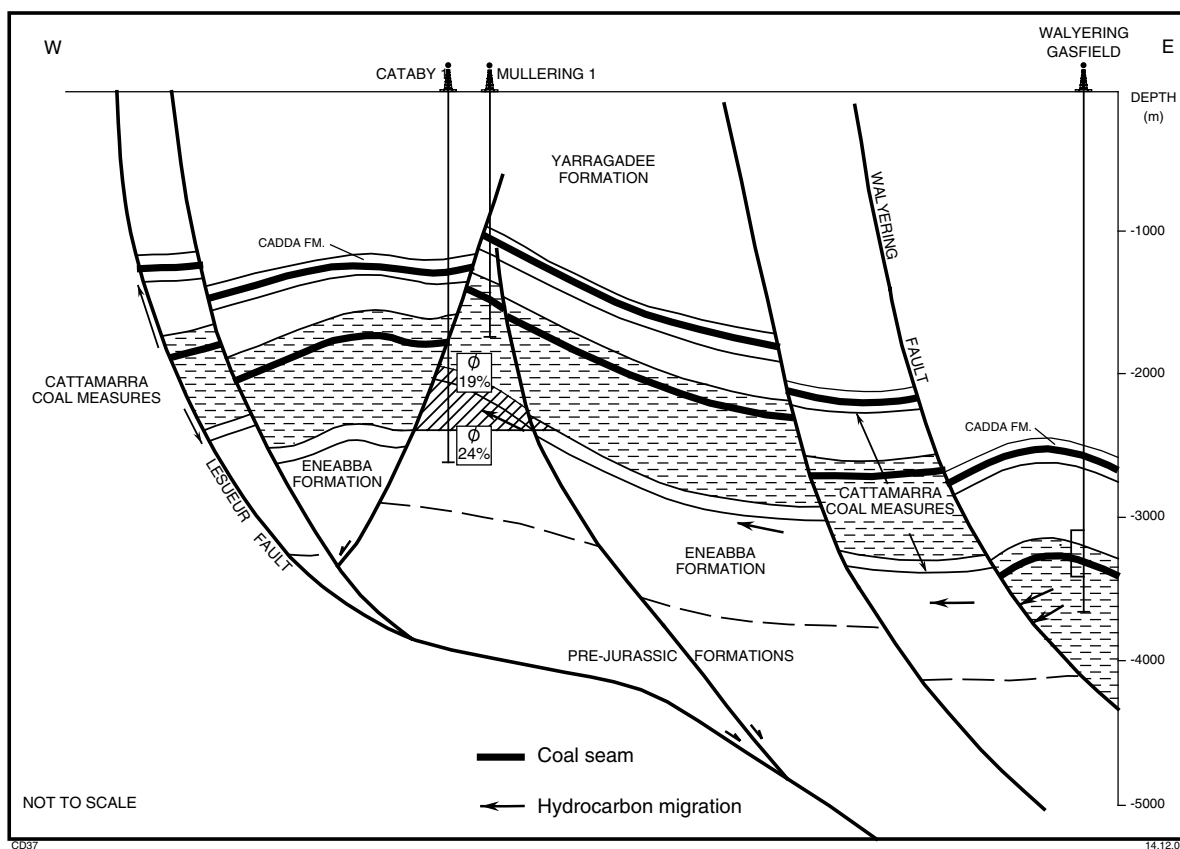 W
E
WALYERING
GASFIELD
CATABY 1
MULLERING 1
DEPTH
(m)
YARRAGADEE
FORMATION
WALYERING
FAULT
-1000
CADDA FM.
-2000
CATTAMARRA
COAL MEASURES
Ø
19%
CADDA FM.
Ø
24%
ENEABBA
FORMATION
LESUEUR FAULT
CATTAMARRA
COAL MEASURES
-3000
ENEABBA
FORMATION
PRE-JURASSIC FORMATIONS
-4000
Coal seam
Hydrocarbon migration
NOT TO SCALE
-5000
CD37
14.12.0